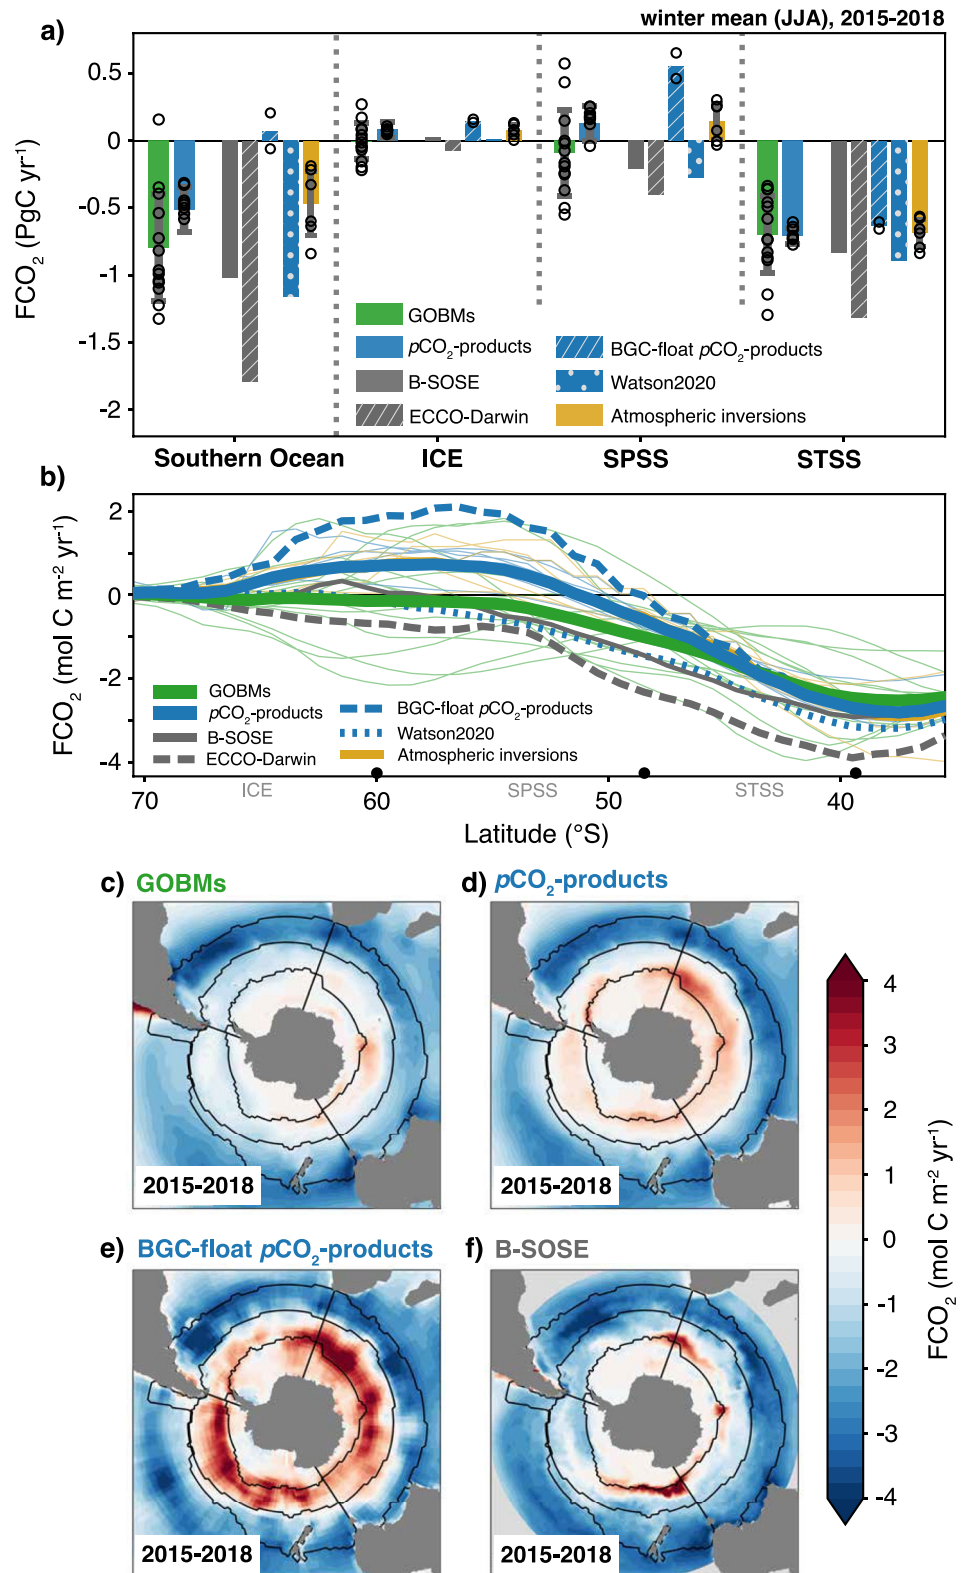 winter mean (JJA), 2015-2018
a)
0.5
0
-0.5
-1
-1.5
-2
FCO₂ (PgC yr⁻¹)
GOBMs
pCO₂-products
B-SOSE
ECCO-Darwin
BGC-float pCO₂-products
Watson2020
Atmospheric inversions
Southern Ocean ICE SPSS STSS
b)
2
0
-2
-4
FCO₂ (mol C m⁻² yr⁻¹)
GOBMs
pCO₂-products
B-SOSE
ECCO-Darwin
BGC-float pCO₂-products
Watson2020
Atmospheric inversions
ICE SPSS STSS
70 60 50 40
Latitude (°S)
c) GOBMs
2015-2018
d) pCO₂-products
2015-2018
e) BGC-float pCO₂-products
2015-2018
f) B-SOSE
2015-2018
4
3
2
1
0
-1
-2
-3
-4
FCO₂ (mol C m⁻² yr⁻¹)